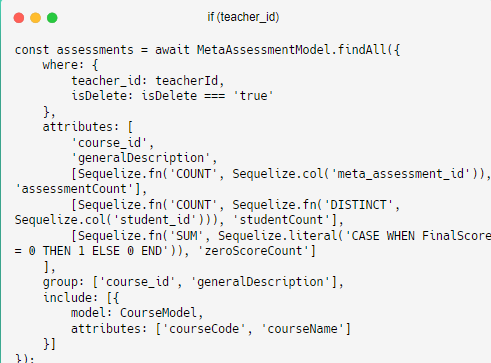 if (teacher_id)
const assessments = await MetaAssessmentModel.findAll({
where: {
teacher_id: teacherId,
isDelete: isDelete === 'true'
},
attributes: [
'course_id',
'generalDescription',
[Sequelize.fn('COUNT', Sequelize.col('meta_assessment_id')),
'assessmentCount'],
[Sequelize.fn('COUNT', Sequelize.fn('DISTINCT',
Sequelize.col('student_id'))), 'studentCount'],
[Sequelize.fn('SUM', Sequelize.literal('CASE WHEN FinalScore
= 0 THEN 1 ELSE 0 END')), 'zeroScoreCount']
],
group: ['course_id', 'generalDescription'],
include: [{
model: CourseModel,
attributes: ['courseCode', 'courseName']
}]
});